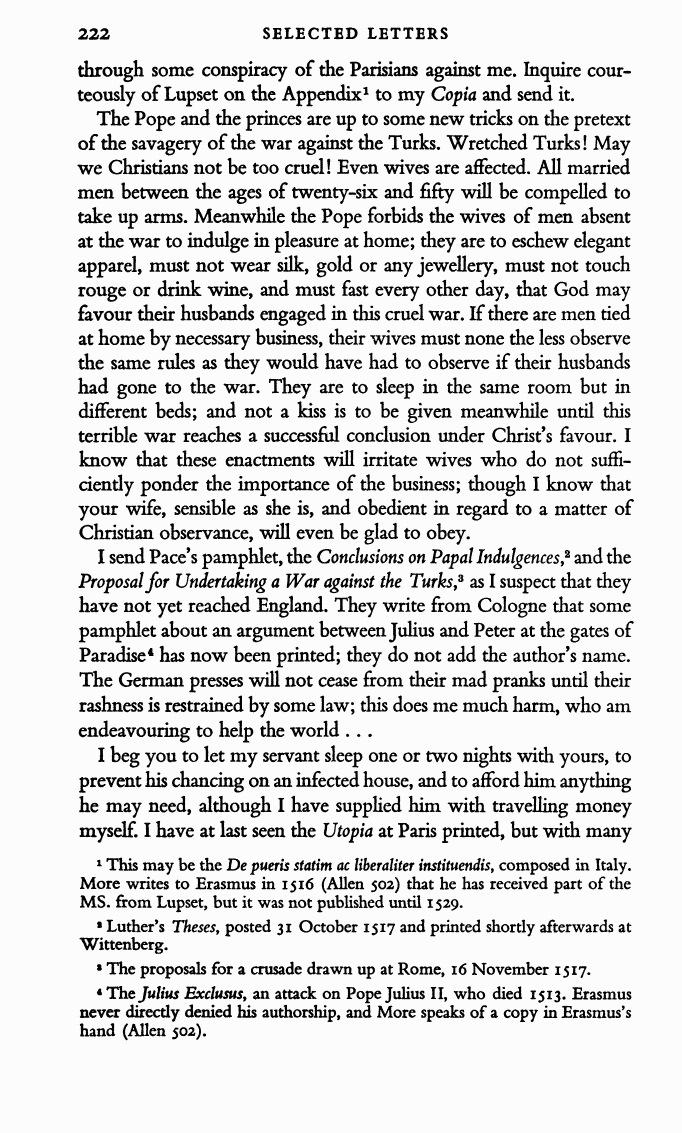 222 SELECTED LETTERS
through some conspiracy of the Parisians against me. Inquire cour-
teously of Lupset on the Appendix¹ to my Copia and send it.
The Pope and the princes are up to some new tricks on the pretext
of the savagery of the war against the Turks. Wretched Turks! May
we Christians not be too cruel! Even wives are affected. All married
men between the ages of twenty-six and fifty will be compelled to
take up arms. Meanwhile the Pope forbids the wives of men absent
at the war to indulge in pleasure at home; they are to eschew elegant
apparel, must not wear silk, gold or any jewellery, must not touch
rouge or drink wine, and must fast every other day, that God may
favour their husbands engaged in this cruel war. If there are men tied
at home by necessary business, their wives must none the less observe
the same rules as they would have had to observe if their husbands
had gone to the war. They are to sleep in the same room but in
different beds; and not a kiss is to be given meanwhile until this
terrible war reaches a successful conclusion under Christ's favour. I
know that these enactments will irritate wives who do not suffi-
ciently ponder the importance of the business; though I know that
your wife, sensible as she is, and obedient in regard to a matter of
Christian observance, will even be glad to obey.
I send Pace's pamphlet, the Conclusions on Papal Indulgences,² and the
Proposal for Undertaking a War against the Turks,³ as I suspect that they
have not yet reached England. They write from Cologne that some
pamphlet about an argument between Julius and Peter at the gates of
Paradise⁴ has now been printed; they do not add the author's name.
The German presses will not cease from their mad pranks until their
rashness is restrained by some law; this does me much harm, who am
endeavouring to help the world . . .
I beg you to let my servant sleep one or two nights with yours, to
prevent his chancing on an infected house, and to afford him anything
he may need, although I have supplied him with travelling money
myself. I have at last seen the Utopia at Paris printed, but with many
¹ This may be the De pueris statim ac liberaliter instituendis, composed in Italy.
More writes to Erasmus in 1516 (Allen 502) that he has received part of the
MS. from Lupset, but it was not published until 1529.
² Luther's Theses, posted 31 October 1517 and printed shortly afterwards at
Wittenberg.
³ The proposals for a crusade drawn up at Rome, 16 November 1517.
⁴ The Julius Exclusus, an attack on Pope Julius II, who died 1513. Erasmus
never directly denied his authorship, and More speaks of a copy in Erasmus's
hand (Allen 502).